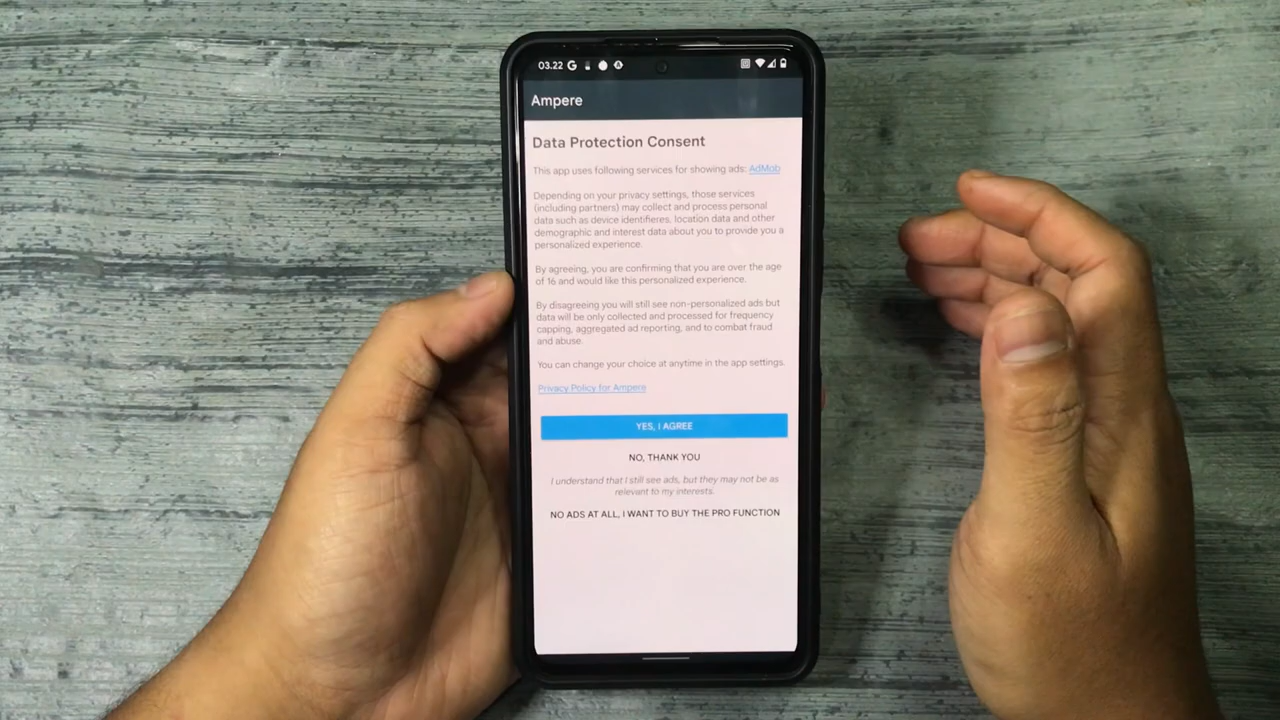 03.22
Ampere
Data Protection Consent
This app uses following services for showing ads: AdMob
Depending on your privacy settings, those services
(including partners) may collect and process personal
data such as device identifieres, location data and other
demographic and interest data about you to provide you a
personalized experience.
By agreeing, you are confirming that you are over the age
of 16 and would like this personalized experience.
By disagreeing you will still see non-personalized ads but
data will be only collected and processed for frequency
capping, aggregated ad reporting, and to combat fraud
and abuse.
You can change your choice at anytime in the app settings.
Privacy Policy for Ampere
YES, I AGREE
NO, THANK YOU
I understand that I still see ads, but they may not be as
relevant to my interests.
NO ADS AT ALL, I WANT TO BUY THE PRO FUNCTION